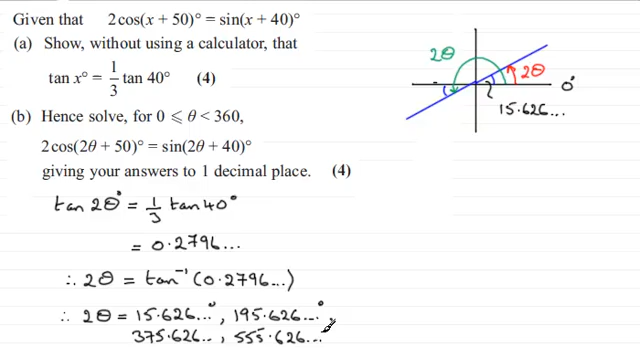 Given that 2cos(x + 50)° = sin(x + 40)°
(a) Show, without using a calculator, that
tan x° = 1/3 tan 40° (4)
(b) Hence solve, for 0 ⩽ θ < 360,
2cos(2θ + 50)° = sin(2θ + 40)°
giving your answers to 1 decimal place. (4)
tan 2θ° = 1/3 tan 40°
= 0.2796...
∴ 2θ = tan⁻¹ (0.2796...)
∴ 2θ = 15.626...°, 195.626...°,
375.626.., 555.626...
2θ
2θ
0°
15.626...